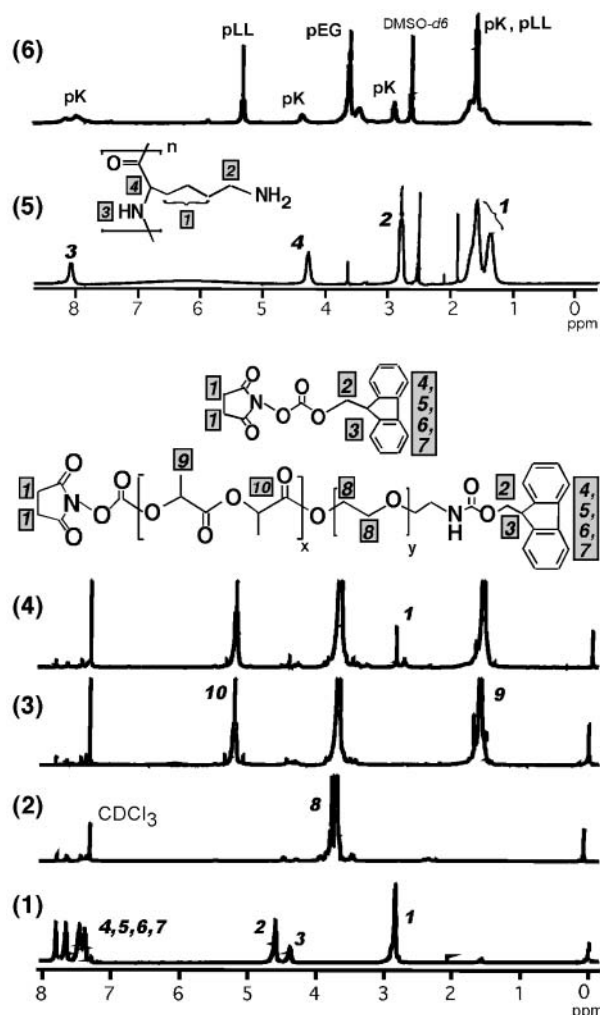 (6)
pK
pLL
pK
pEG
pK
DMSO-d6
pK, pLL
(5)
O
n
4
2
NH2
3
HN
1
3
4
2
1
8 7 6 5 4 3 2 1 0
ppm
1
1
O
N
O
O
O
O
2
3
4,
5,
6,
7
1
1
O
N
O
O
O
O
9
O
O
10
O
x
O
8
8
O
y
N
H
O
O
2
3
4,
5,
6,
7
(4)
1
(3)
10
9
(2)
CDCl3
8
(1)
4,5,6,7
2
3
1
8 7 6 5 4 3 2 1 0
ppm